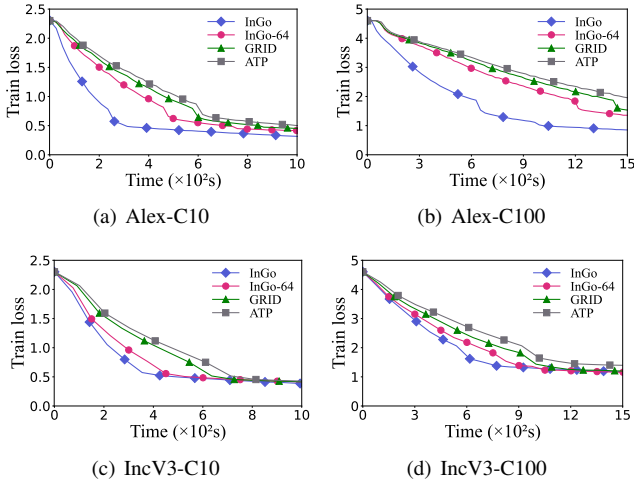 Train loss
2.5
2.0
1.5
1.0
0.5
0.0
InGo
InGo-64
GRID
ATP
0 2 4 6 8 10
Time (×10²s)
(a) Alex-C10
Train loss
5
4
3
2
1
0
InGo
InGo-64
GRID
ATP
0 3 6 9 12 15
Time (×10²s)
(b) Alex-C100
Train loss
2.5
2.0
1.5
1.0
0.5
0.0
InGo
InGo-64
GRID
ATP
0 2 4 6 8 10
Time (×10²s)
(c) IncV3-C10
Train loss
5
4
3
2
1
0
InGo
InGo-64
GRID
ATP
0 3 6 9 12 15
Time (×10²s)
(d) IncV3-C100